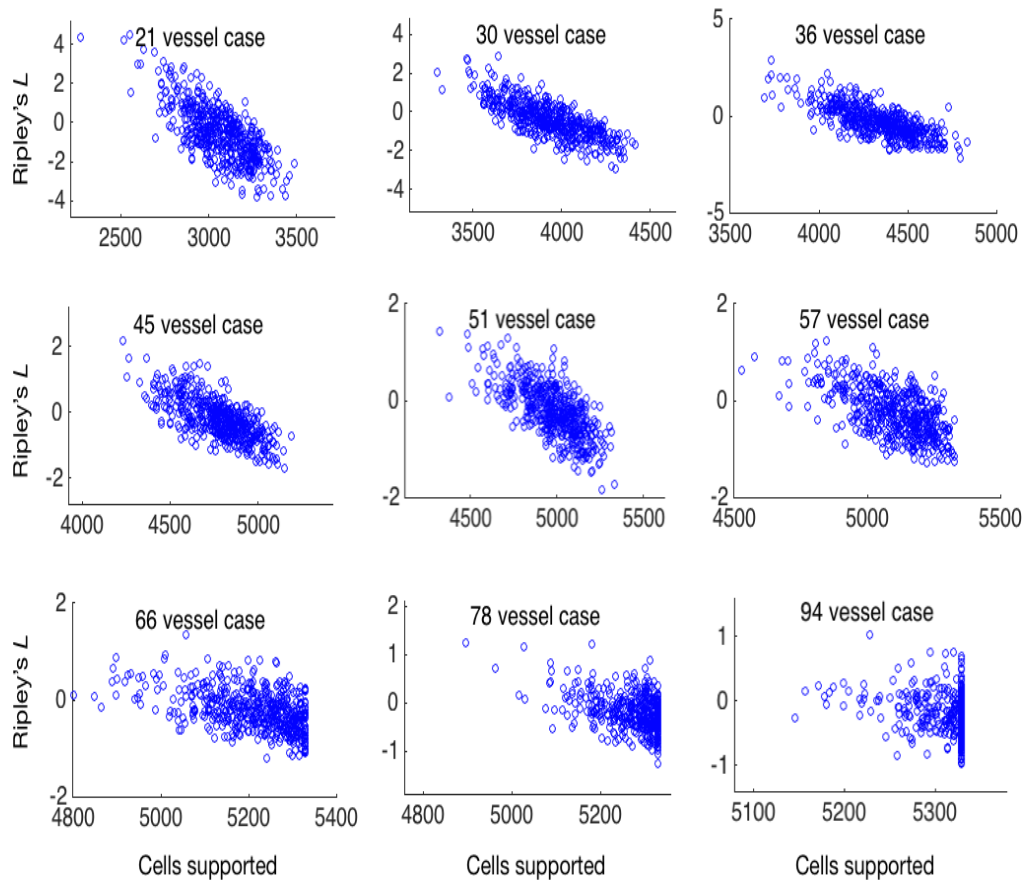 21 vessel case
30 vessel case
36 vessel case
Ripley's L
4
2
0
-2
-4
2500 3000 3500
4
2
0
-2
-4
3500 4000 4500
5
0
-5
3500 4000 4500 5000
45 vessel case
51 vessel case
57 vessel case
Ripley's L
2
0
-2
4000 4500 5000
2
0
-2
4500 5000 5500
2
0
-2
4500 5000 5500
66 vessel case
78 vessel case
94 vessel case
Ripley's L
2
0
-2
4800 5000 5200 5400
1
0
-1
4800 5000 5200
1
0
-1
5100 5200 5300
Cells supported
Cells supported
Cells supported